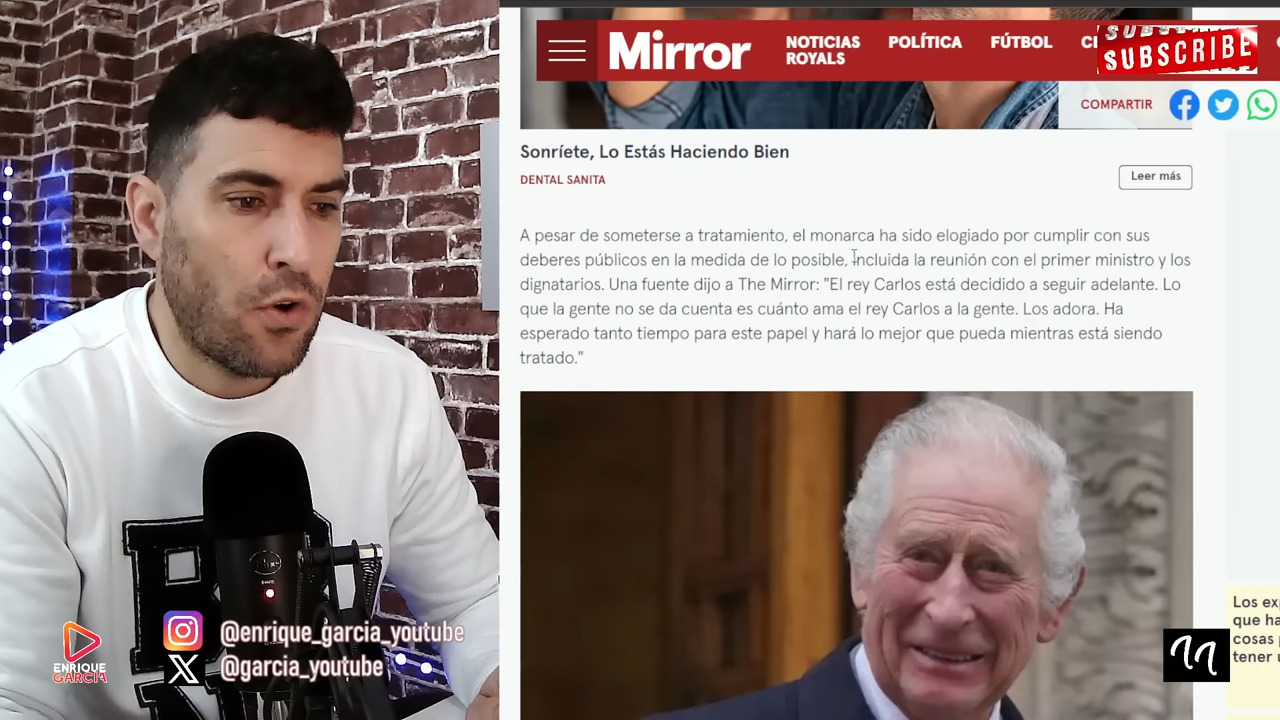 Mirror
NOTICIAS
ROYALS
POLÍTICA
FÚTBOL
SUBSCRIBE
COMPARTIR
Sonríete, Lo Estás Haciendo Bien
DENTAL SANITA
Leer más
A pesar de someterse a tratamiento, el monarca ha sido elogiado por cumplir con sus
deberes públicos en la medida de lo posible, incluida la reunión con el primer ministro y los
dignatarios. Una fuente dijo a The Mirror: "El rey Carlos está decidido a seguir adelante. Lo
que la gente no se da cuenta es cuánto ama el rey Carlos a la gente. Los adora. Ha
esperado tanto tiempo para este papel y hará lo mejor que pueda mientras está siendo
tratado."
Los
que ha
cosas
tener
@enrique_garcia_youtube
@garcia_youtube
ENRIQUE
GARCIA